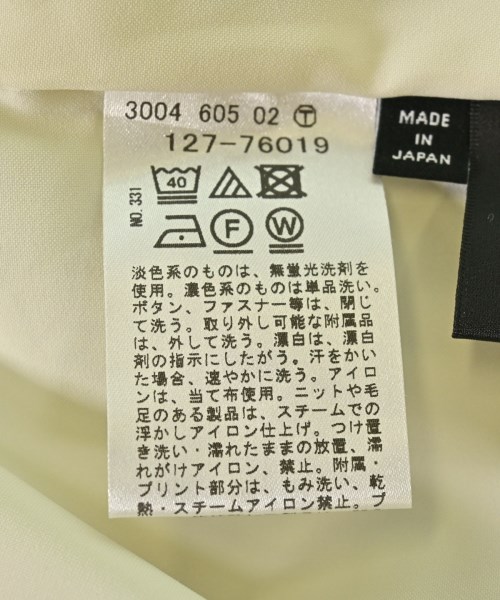 3004 605 02 Ⓣ
127-76019
MADE
IN
JAPAN
NO. 331
40
F
W
淡色系のものは、無蛍光洗剤を
使用。濃色系のものは単品洗い。
ボタン、ファスナー等は、閉じ
て洗う。取り外し可能な附属品
は、外して洗う。漂白は、漂白
剤の指示にしたがう。汗をかい
た場合、速やかに洗う。アイロ
ンは、当て布使用。ニットや毛
足のある製品は、スチームでの
浮かしアイロン仕上げ。つけ置
き洗い・濡れたままの放置、濡
れがけアイロン、禁止。附属・
プリント部分は、もみ洗い、乾
熱・スチームアイロン禁止。プ